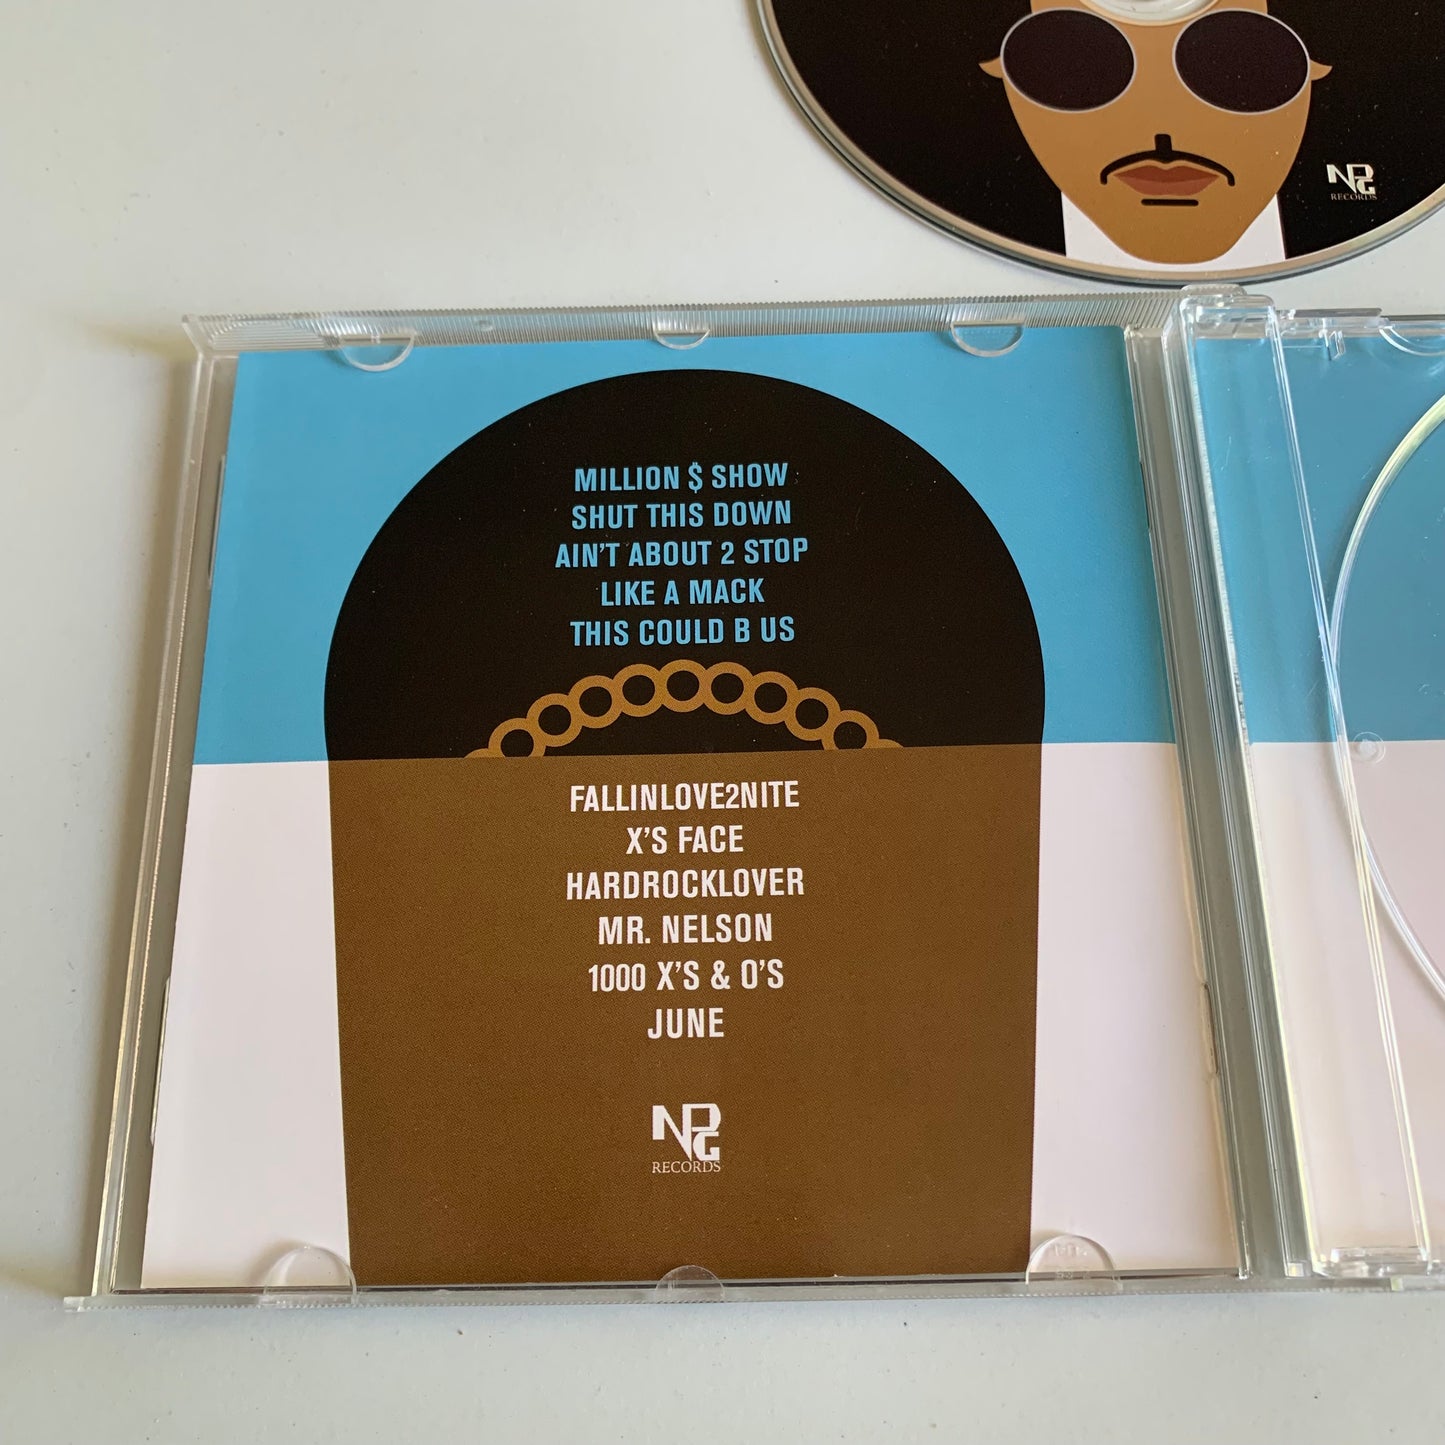 NPG
RECORDS
MILLION $ SHOW
SHUT THIS DOWN
AIN'T ABOUT 2 STOP
LIKE A MACK
THIS COULD B US
FALLINLOVE2NITE
X'S FACE
HARDROCKLOVER
MR. NELSON
1000 X'S & O'S
JUNE
NPG
RECORDS